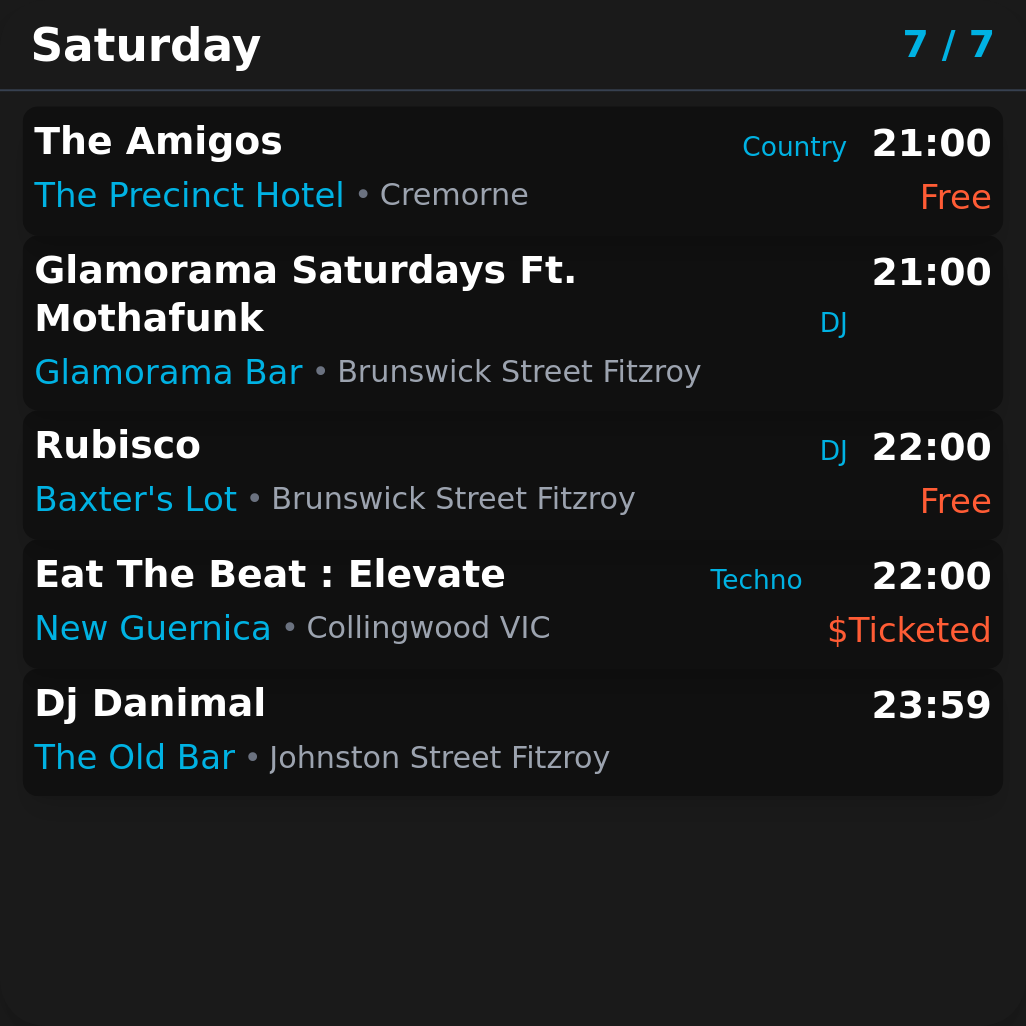 Saturday 7 / 7
The Amigos Country 21:00
The Precinct Hotel • Cremorne Free
Glamorama Saturdays Ft. 21:00
Mothafunk DJ
Glamorama Bar • Brunswick Street Fitzroy
Rubisco DJ 22:00
Baxter's Lot • Brunswick Street Fitzroy Free
Eat The Beat : Elevate Techno 22:00
New Guernica • Collingwood VIC $Ticketed
Dj Danimal 23:59
The Old Bar • Johnston Street Fitzroy